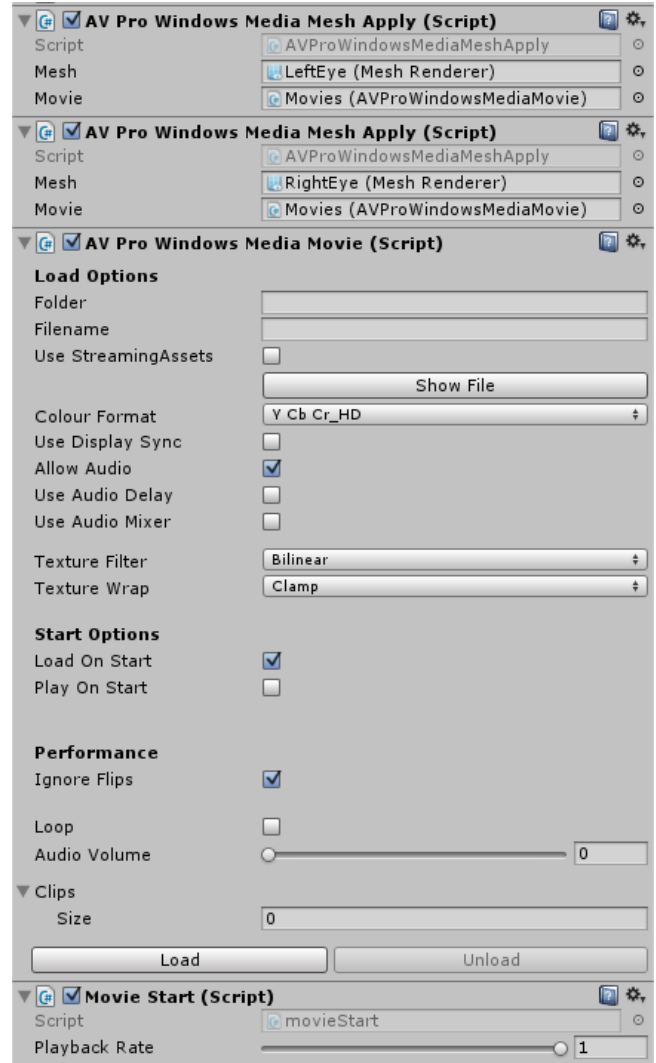 AV Pro Windows Media Mesh Apply (Script)
Script AVProWindowsMediaMeshApply
Mesh LeftEye (Mesh Renderer)
Movie Movies (AVProWindowsMediaMovie)
AV Pro Windows Media Mesh Apply (Script)
Script AVProWindowsMediaMeshApply
Mesh RightEye (Mesh Renderer)
Movie Movies (AVProWindowsMediaMovie)
AV Pro Windows Media Movie (Script)
Load Options
Folder
Filename
Use StreamingAssets
Show File
Colour Format Y Cb Cr_HD
Use Display Sync
Allow Audio
Use Audio Delay
Use Audio Mixer
Texture Filter Bilinear
Texture Wrap Clamp
Start Options
Load On Start
Play On Start
Performance
Ignore Flips
Loop
Audio Volume 0
Clips
Size 0
Load Unload
Movie Start (Script)
Script movieStart
Playback Rate 1